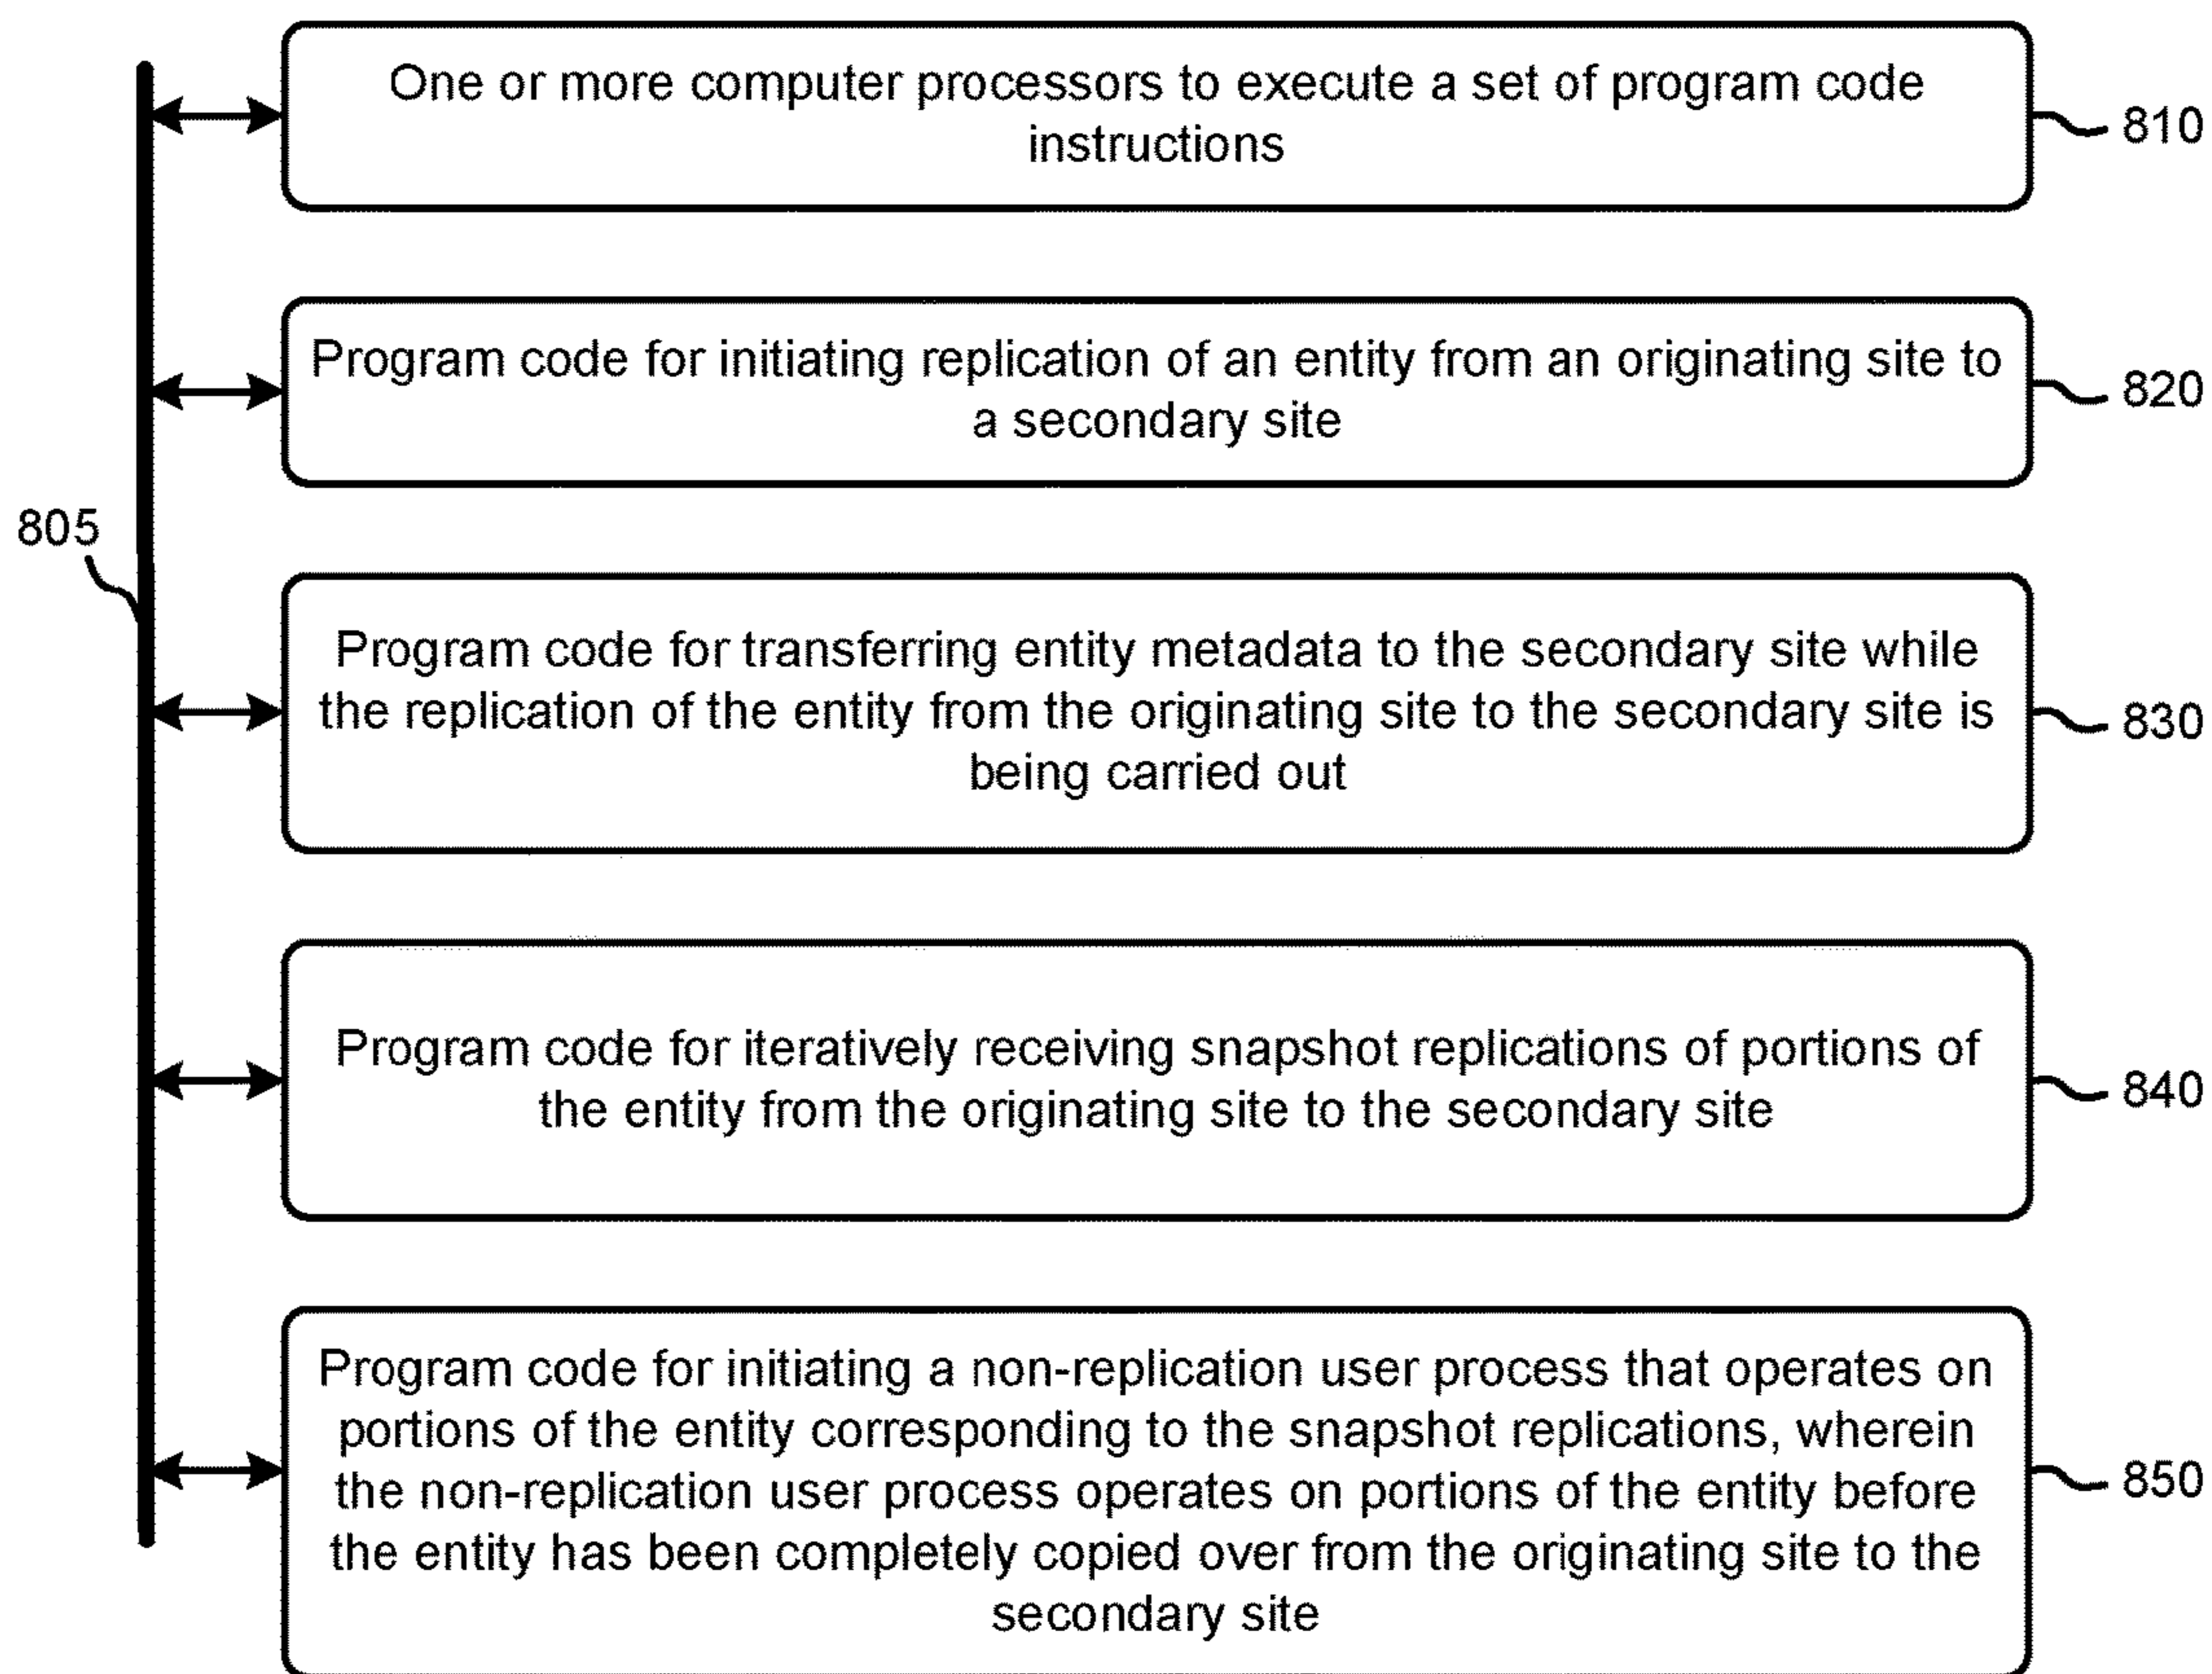 One or more computer processors to execute a set of program code
instructions
810
Program code for initiating replication of an entity from an originating site to
a secondary site
820
805
Program code for transferring entity metadata to the secondary site while
the replication of the entity from the originating site to the secondary site is
being carried out
830
Program code for iteratively receiving snapshot replications of portions of
the entity from the originating site to the secondary site
840
Program code for initiating a non-replication user process that operates on
portions of the entity corresponding to the snapshot replications, wherein
the non-replication user process operates on portions of the entity before
the entity has been completely copied over from the originating site to the
secondary site
850